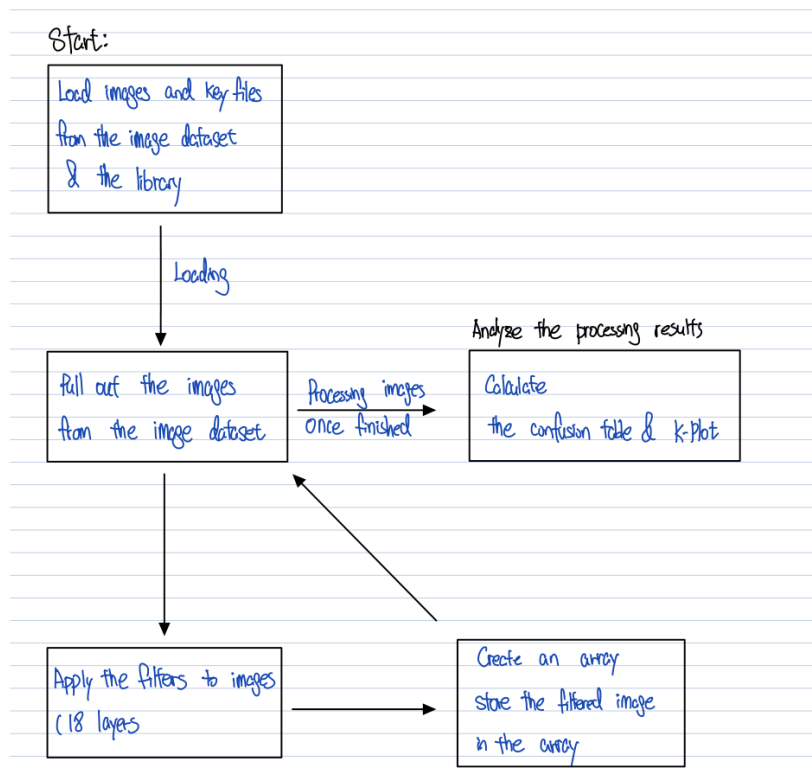 Start:
Load images and key files
from the image dataset
& the library
Loading
Analyze the processing results
Pull out the images
from the image dataset
Processing images
once finished
Calculate
the confusion table & K-Plot
Apply the filters to images
(18 layers
Create an array
store the filtered image
in the array